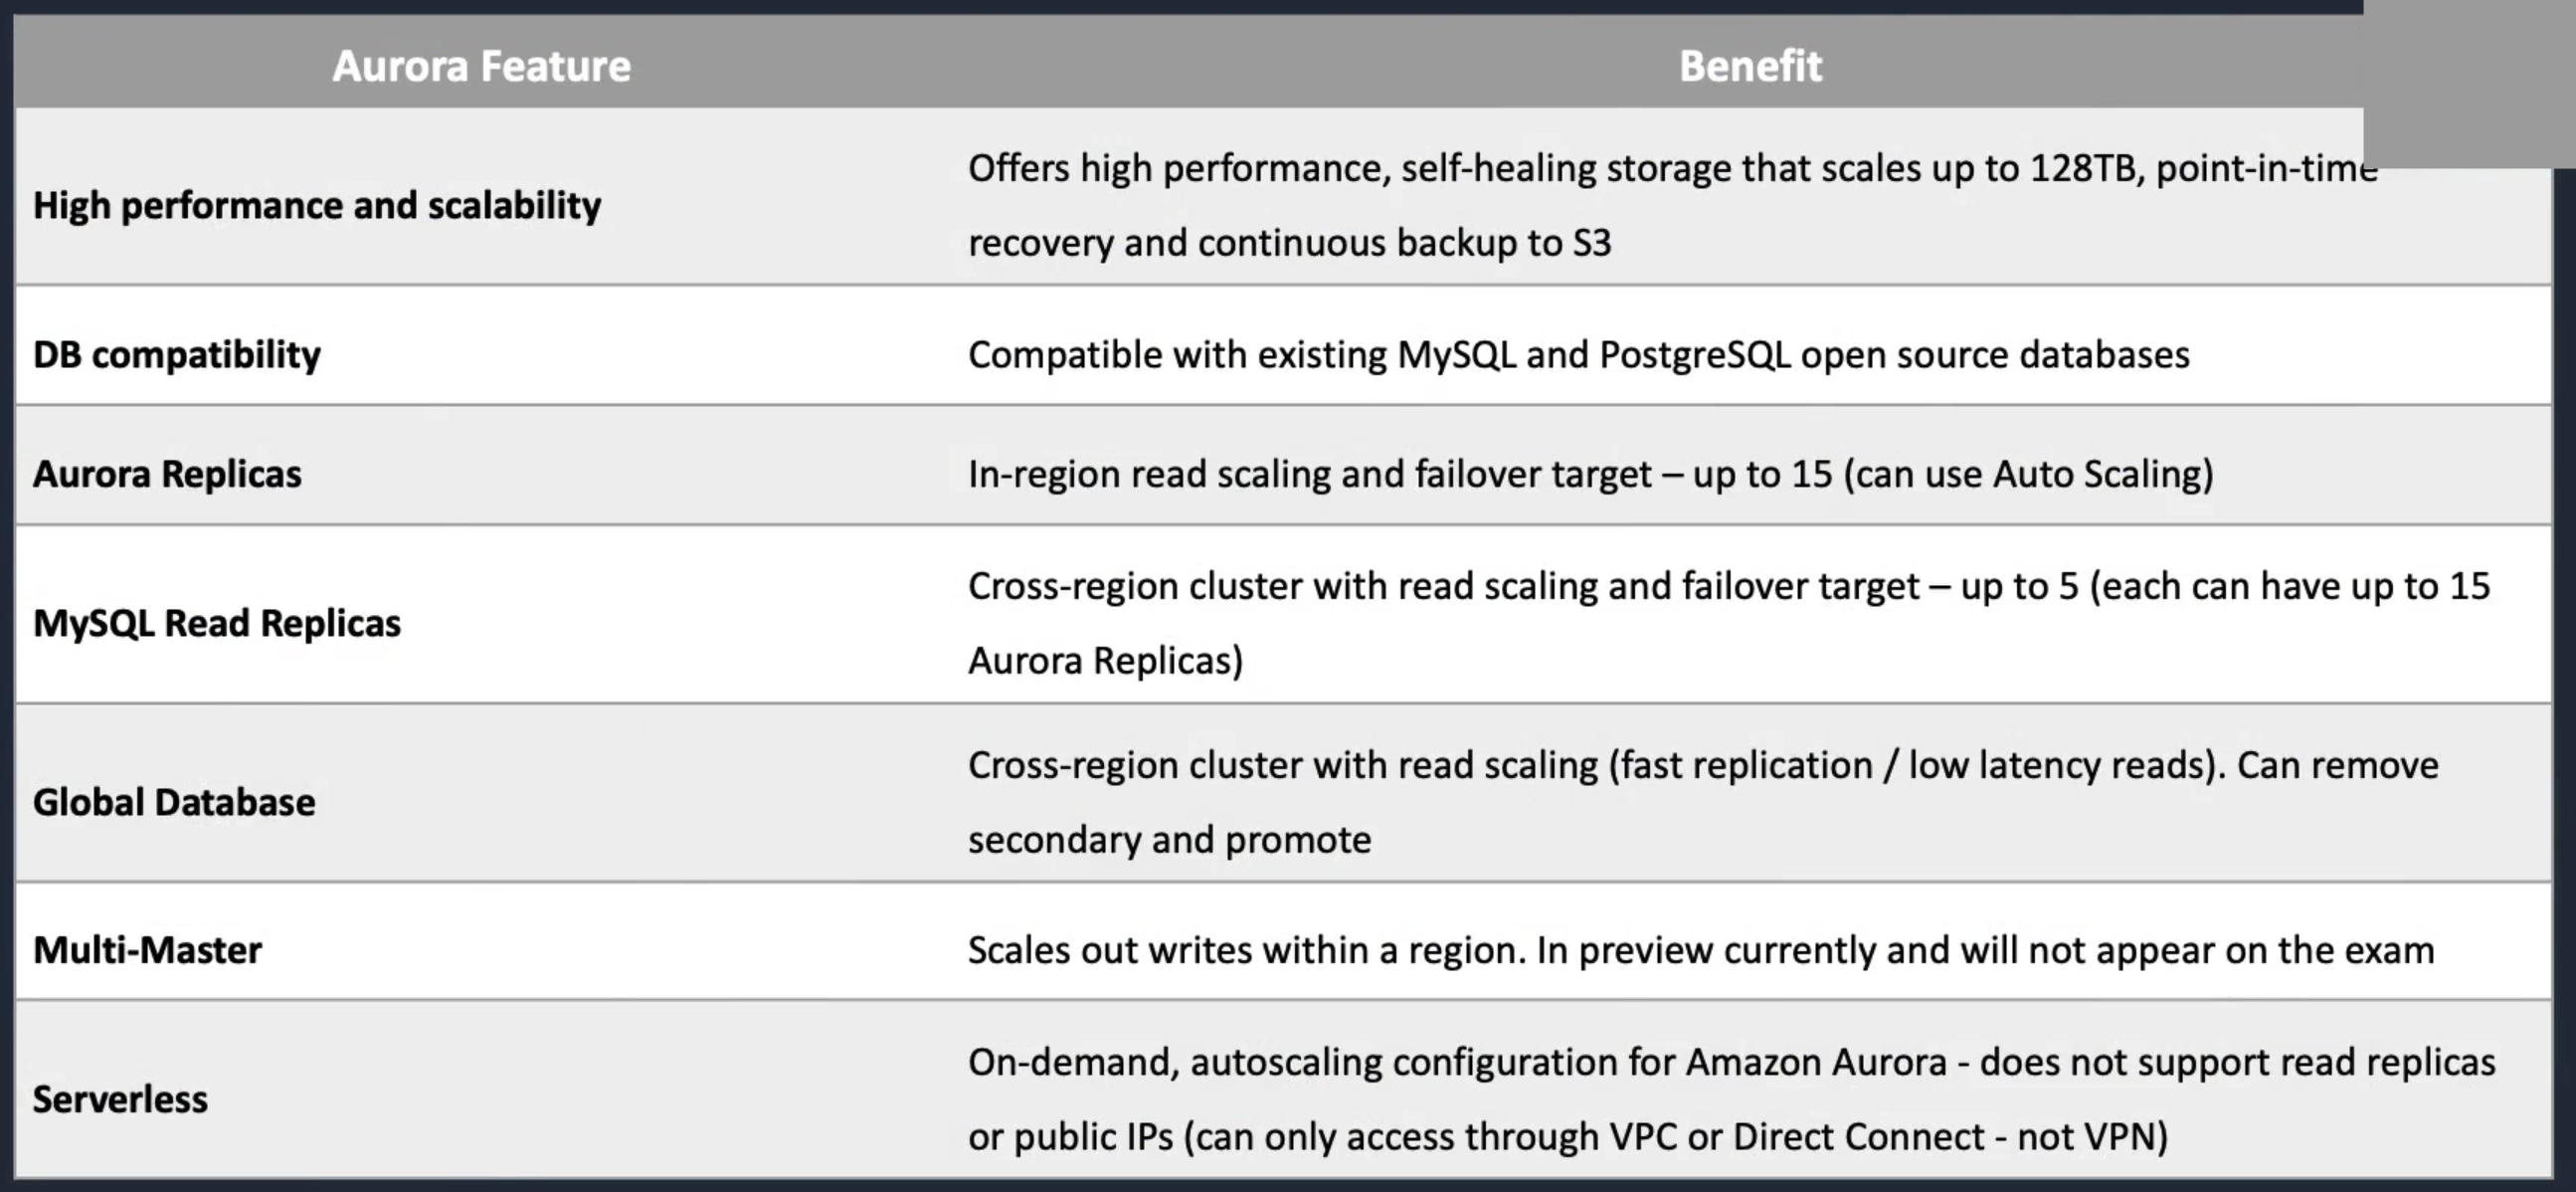 Aurora Feature
Benefit
High performance and scalability
Offers high performance, self-healing storage that scales up to 128TB, point-in-time
recovery and continuous backup to S3
DB compatibility
Compatible with existing MySQL and PostgreSQL open source databases
Aurora Replicas
In-region read scaling and failover target – up to 15 (can use Auto Scaling)
MySQL Read Replicas
Cross-region cluster with read scaling and failover target – up to 5 (each can have up to 15
Aurora Replicas)
Global Database
Cross-region cluster with read scaling (fast replication / low latency reads). Can remove
secondary and promote
Multi-Master
Scales out writes within a region. In preview currently and will not appear on the exam
Serverless
On-demand, autoscaling configuration for Amazon Aurora - does not support read replicas
or public IPs (can only access through VPC or Direct Connect - not VPN)